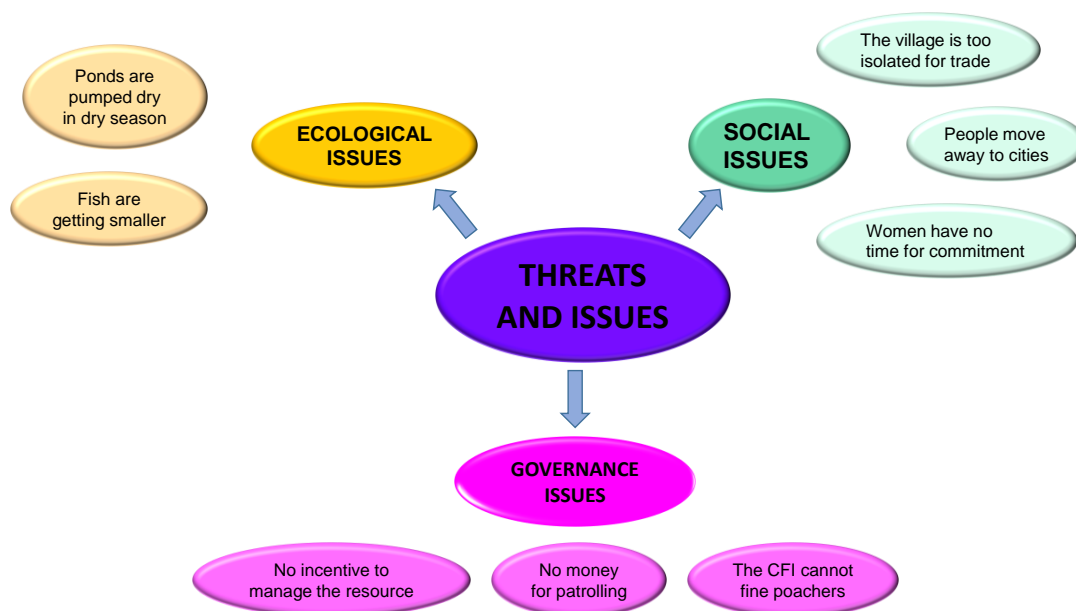 Ponds are
pumped dry
in dry season
Fish are
getting smaller
ECOLOGICAL
ISSUES
SOCIAL
ISSUES
The village is too
isolated for trade
People move
away to cities
Women have no
time for commitment
THREATS
AND ISSUES
GOVERNANCE
ISSUES
No incentive to
manage the resource
No money
for patrolling
The CFI cannot
fine poachers